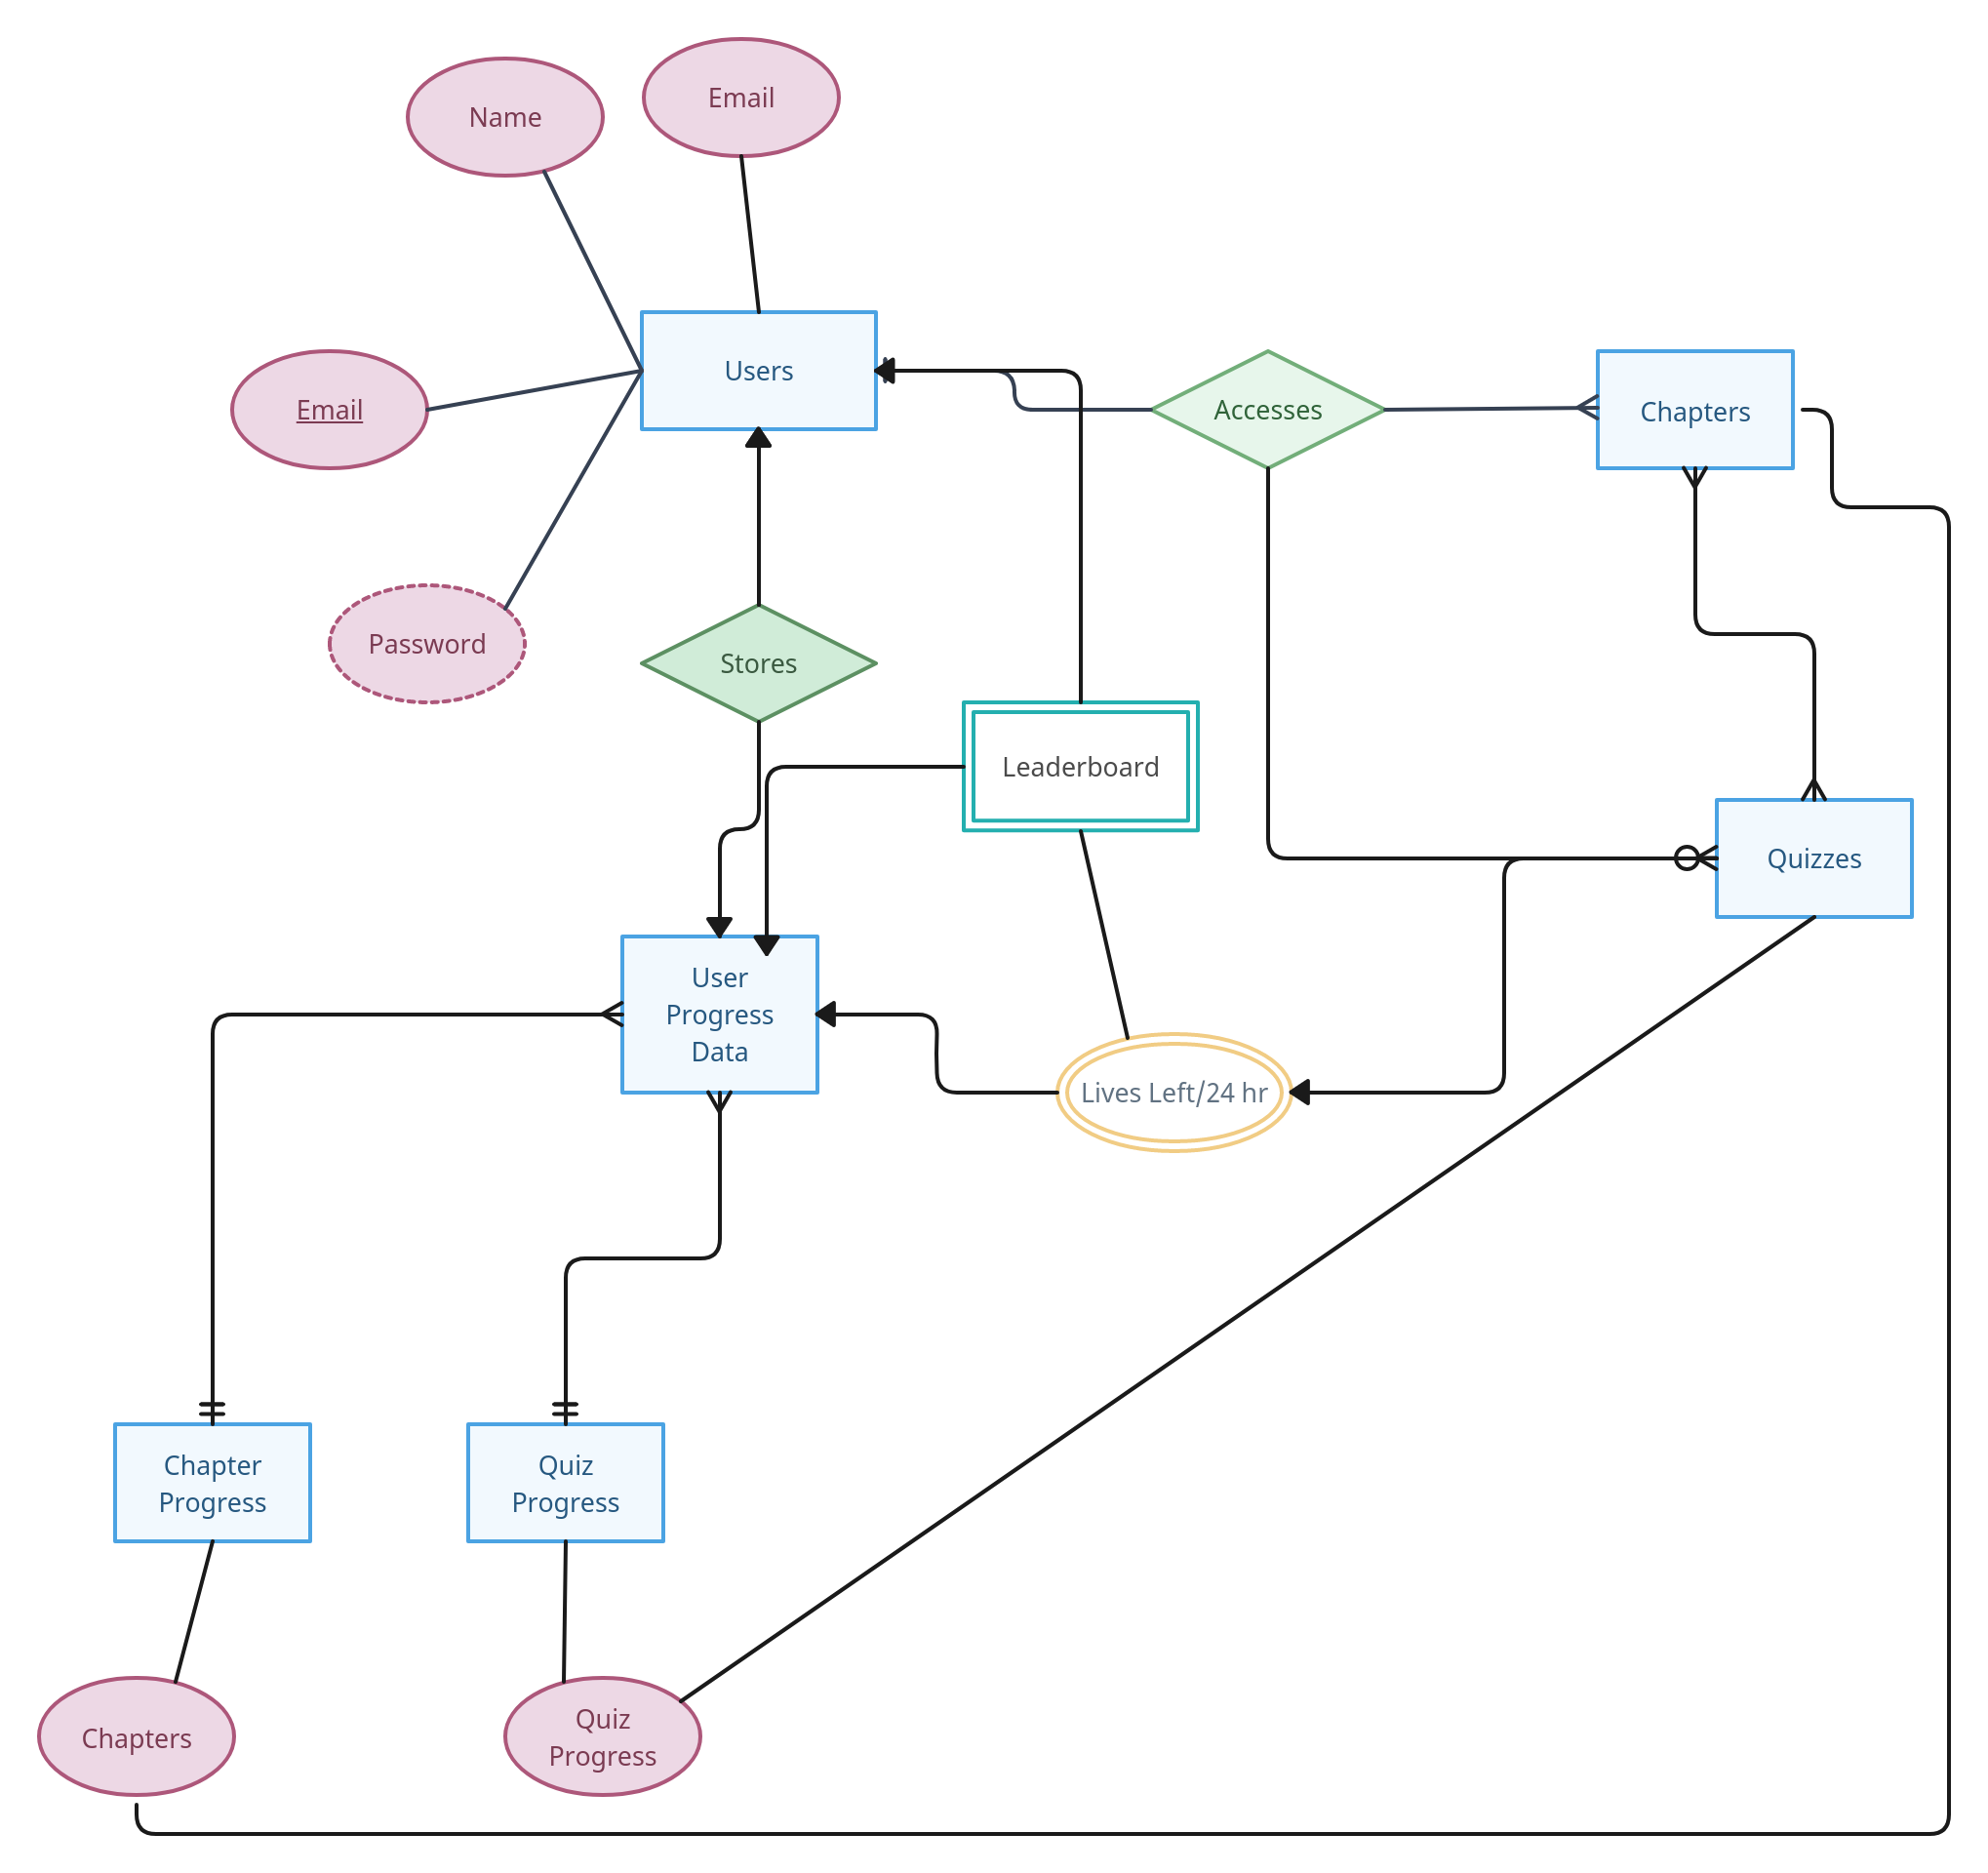 Email
Name
Users
Email
Accesses
Chapters
Password
Stores
Leaderboard
Quizzes
User
Progress
Data
Lives Left/24 hr
Chapter
Progress
Quiz
Progress
Chapters
Quiz
Progress